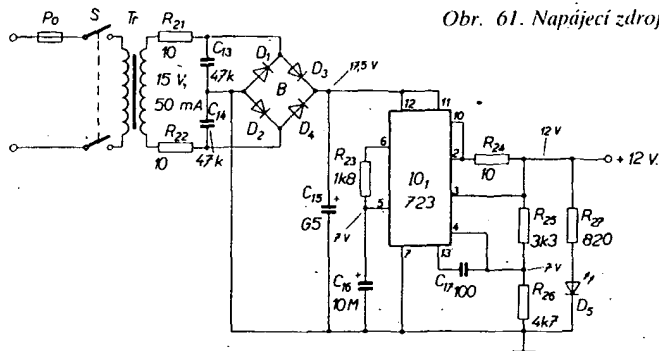 Obr. 61. Napájecí zdroj
Po
S
Tr
R21
10
15 V,
50 mA
R22
10
C13
47k
C14
47k
D1
D2
B
D3
D4
17,5 V
C15
+
G5
R23
1k8
7 V
C16
+
10M
12
11
10
6
2
IO1
723
5
3
4
7
13
C17
100
R24
10
12 V
+ 12 V
R25
3k3
R27
820
7 V
R26
4k7
D5